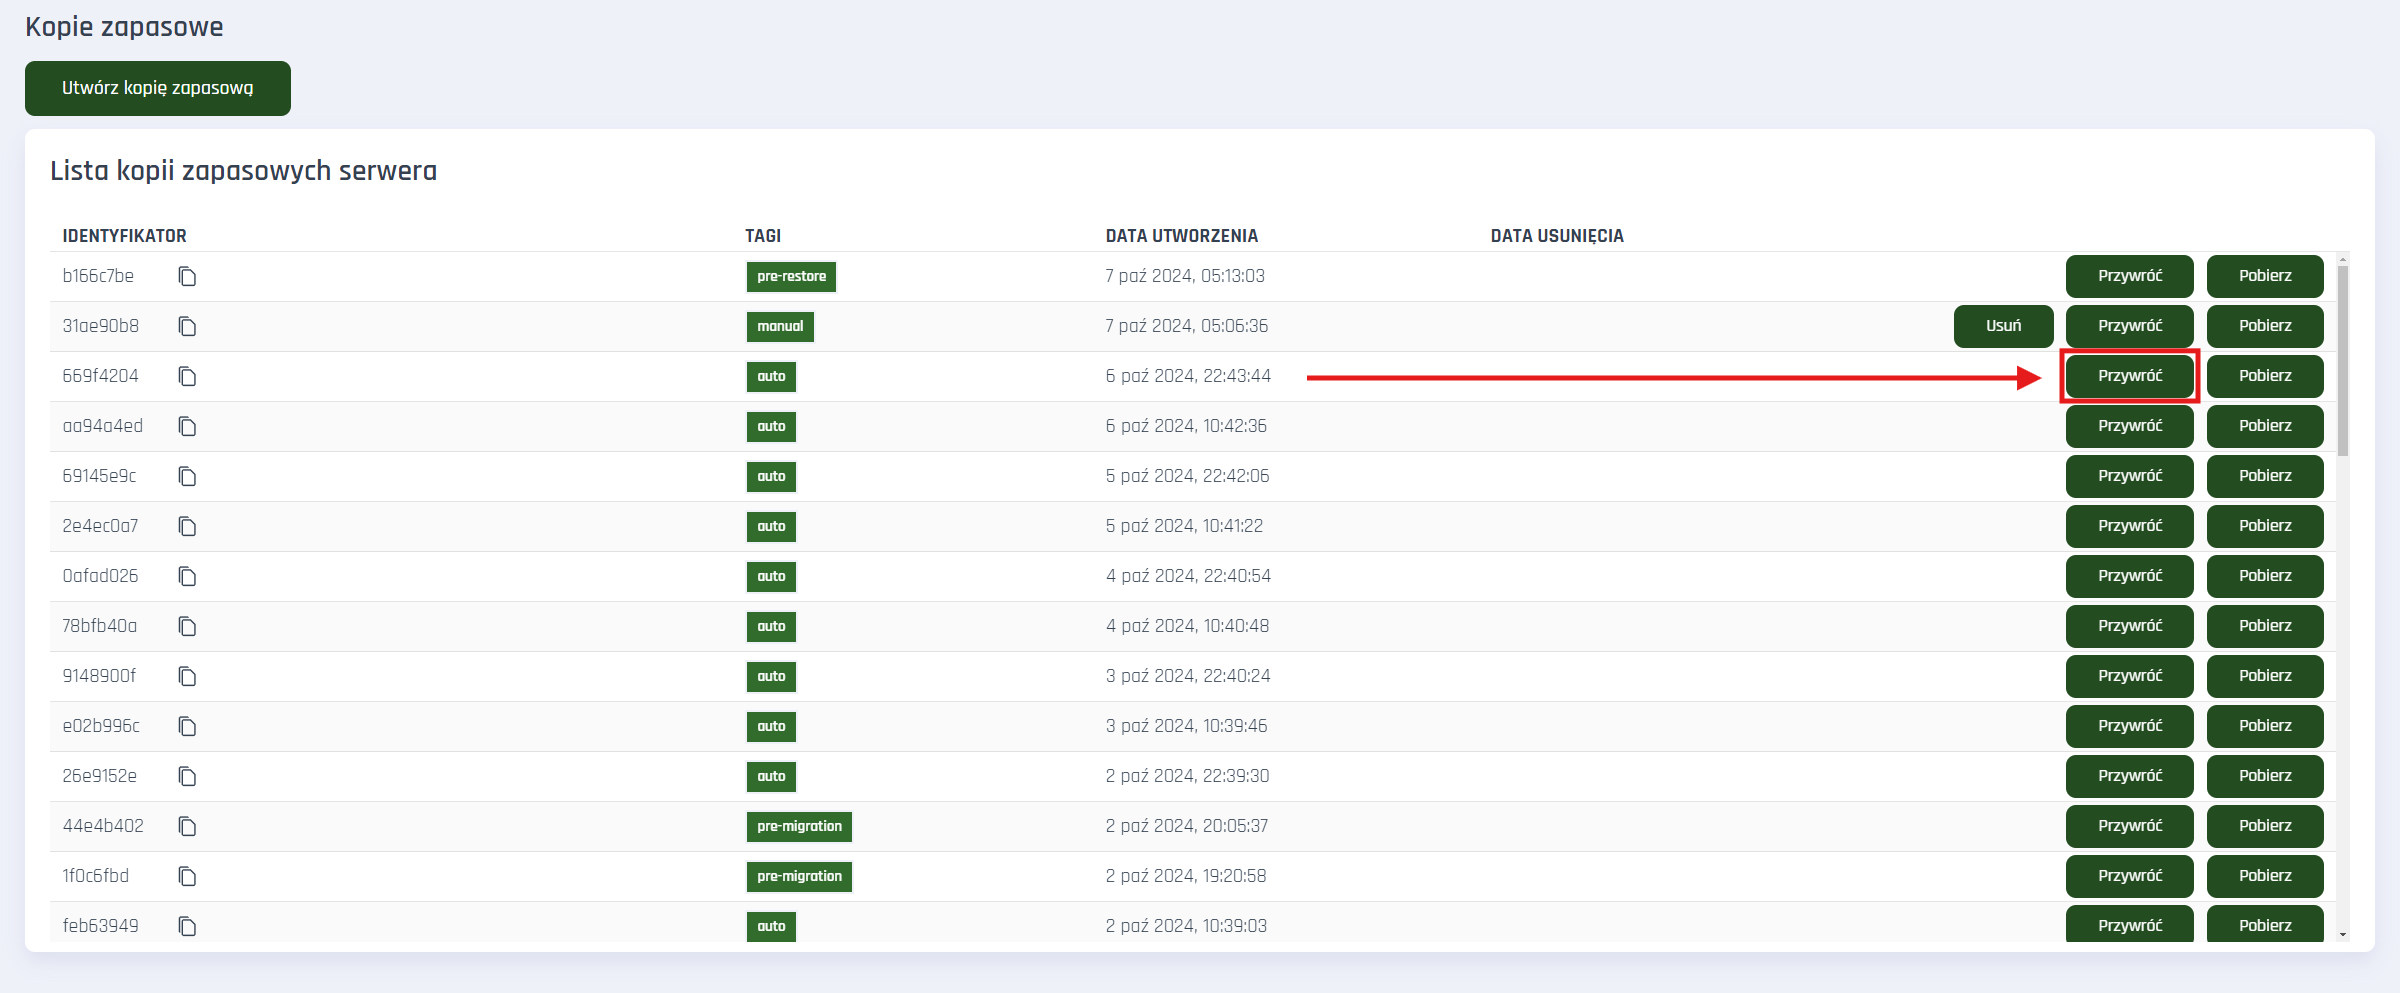 Kopie zapasowe
Utwórz kopię zapasową
Lista kopii zapasowych serwera
IDENTYFIKATOR TAGI DATA UTWORZENIA DATA USUNIĘCIA
b166c7be pre-restore 7 paź 2024, 05:13:03 Przywróć Pobierz
31ae90b8 manual 7 paź 2024, 05:06:36 Usuń Przywróć Pobierz
669f4204 auto 6 paź 2024, 22:43:44 Przywróć Pobierz
aa94a4ed auto 6 paź 2024, 10:42:36 Przywróć Pobierz
69145e9c auto 5 paź 2024, 22:42:06 Przywróć Pobierz
2e4ec0a7 auto 5 paź 2024, 10:41:22 Przywróć Pobierz
0afad026 auto 4 paź 2024, 22:40:54 Przywróć Pobierz
78bfb40a auto 4 paź 2024, 10:40:48 Przywróć Pobierz
9148900f auto 3 paź 2024, 22:40:24 Przywróć Pobierz
e02b996c auto 3 paź 2024, 10:39:46 Przywróć Pobierz
26e9152e auto 2 paź 2024, 22:39:30 Przywróć Pobierz
44e4b402 pre-migration 2 paź 2024, 20:05:37 Przywróć Pobierz
1f0c6fbd pre-migration 2 paź 2024, 19:20:58 Przywróć Pobierz
feb63949 auto 2 paź 2024, 10:39:03 Przywróć Pobierz